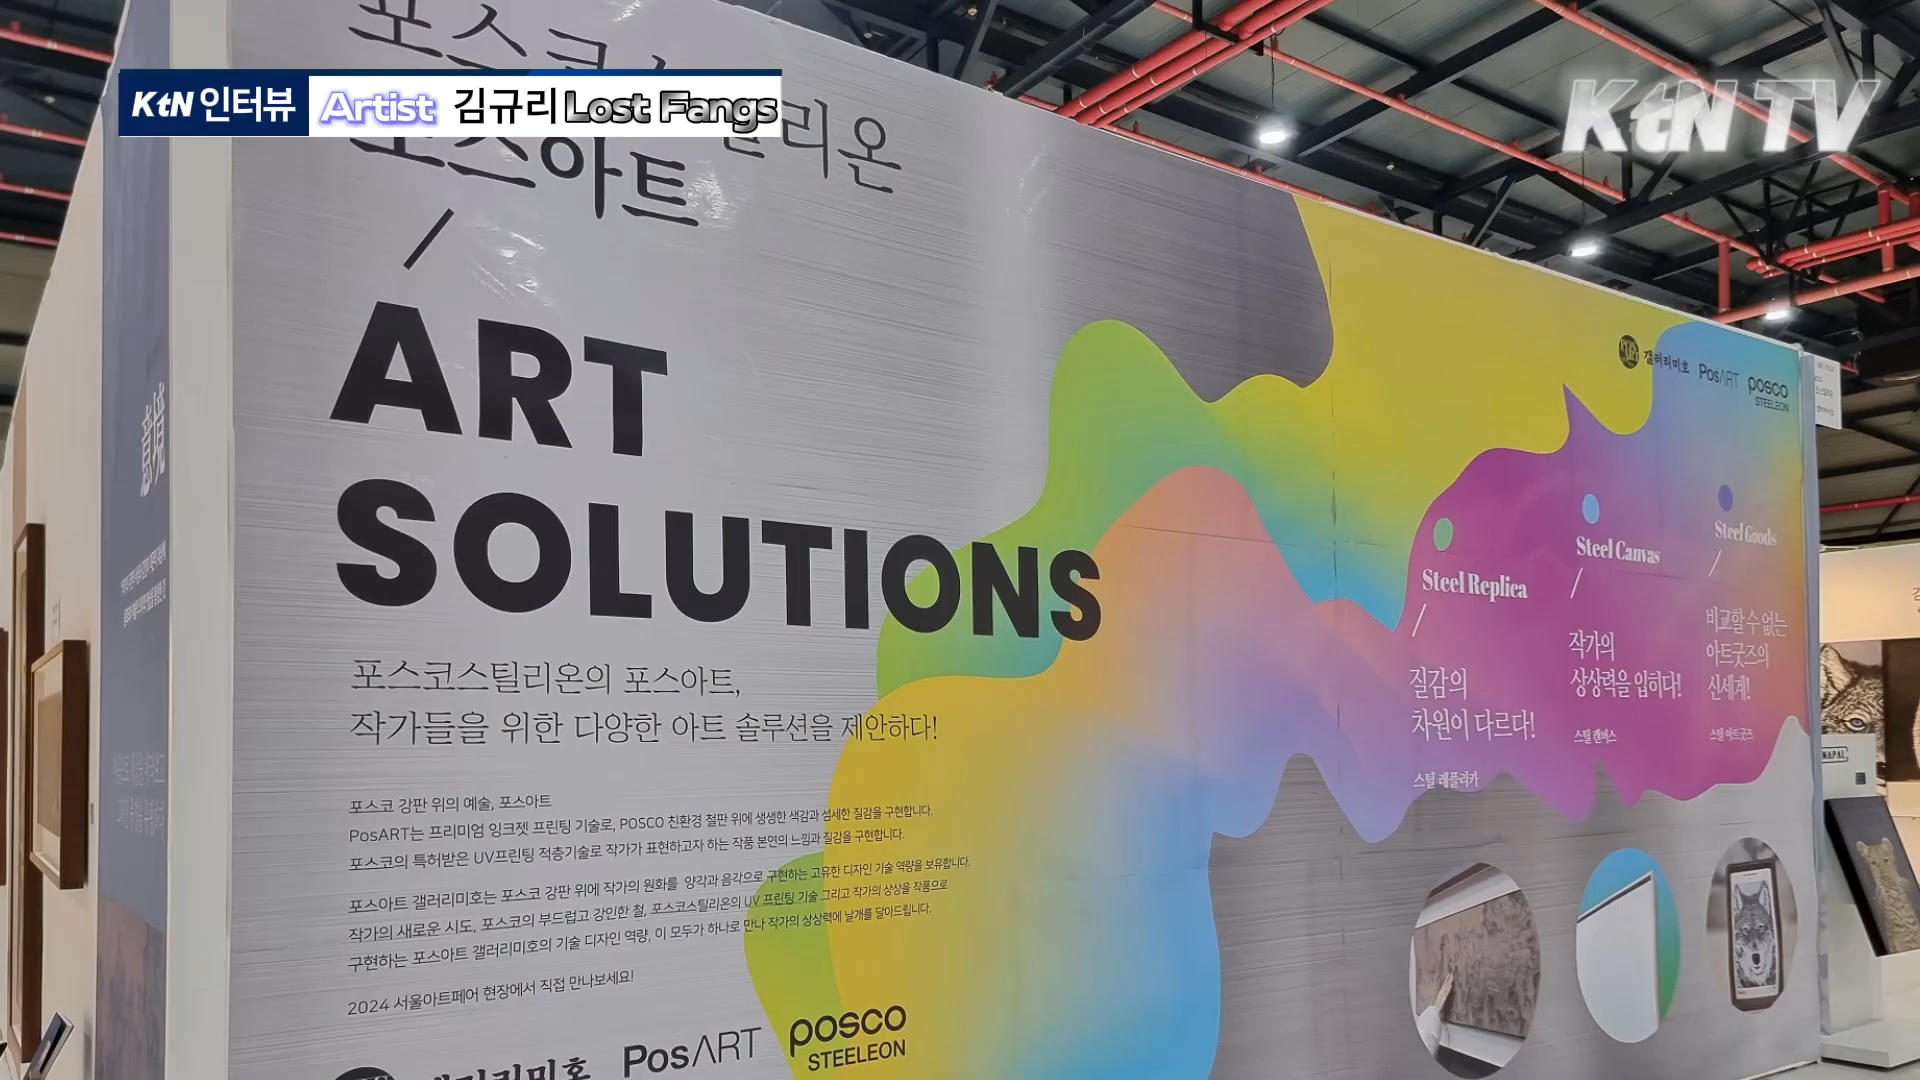 KtN 인터뷰 Artist 김규리 Lost Fangs
KtN TV
포스아트
ART
SOLUTIONS
포스코스틸리온의 포스아트,
작가들을 위한 다양한 아트 솔루션을 제안하다!
포스코 강판 위의 예술, 포스아트
PosART는 프리미엄 잉크젯 프린팅 기술로, POSCO 친환경 철판 위에 생생한 색감과 섬세한 질감을 구현합니다.
포스코의 특허받은 UV프린팅 적층기술로 작가가 표현하고자 하는 작품 본연의 느낌과 질감을 구현합니다.
포스아트 갤러리미호는 포스코 강판 위에 작가의 원화를 양각과 음각으로 구현하는 고유한 디자인 기술 역량을 보유합니다.
작가의 새로운 시도, 포스코의 부드럽고 강인한 철, 포스코스틸리온의 UV 프린팅 기술 그리고 작가의 상상을 작품으로
구현하는 포스아트 갤러리미호의 기술 디자인 역량, 이 모두가 하나로 만나 작가의 상상력에 날개를 달아드립니다.
2024 서울아트페어 현장에서 직접 만나보세요!
갤러리미호 PosART posco
STEELEON
갤러리미호 PosART posco
STEELEON
Steel Replica
/
질감의
차원이 다르다!
스틸 레플리카
Steel Canvas
/
작가의
상상력을 입히다!
스틸 캔버스
Steel Goods
/
비교할 수 없는
아트굿즈의
신세계!
스틸 아트굿즈
意境